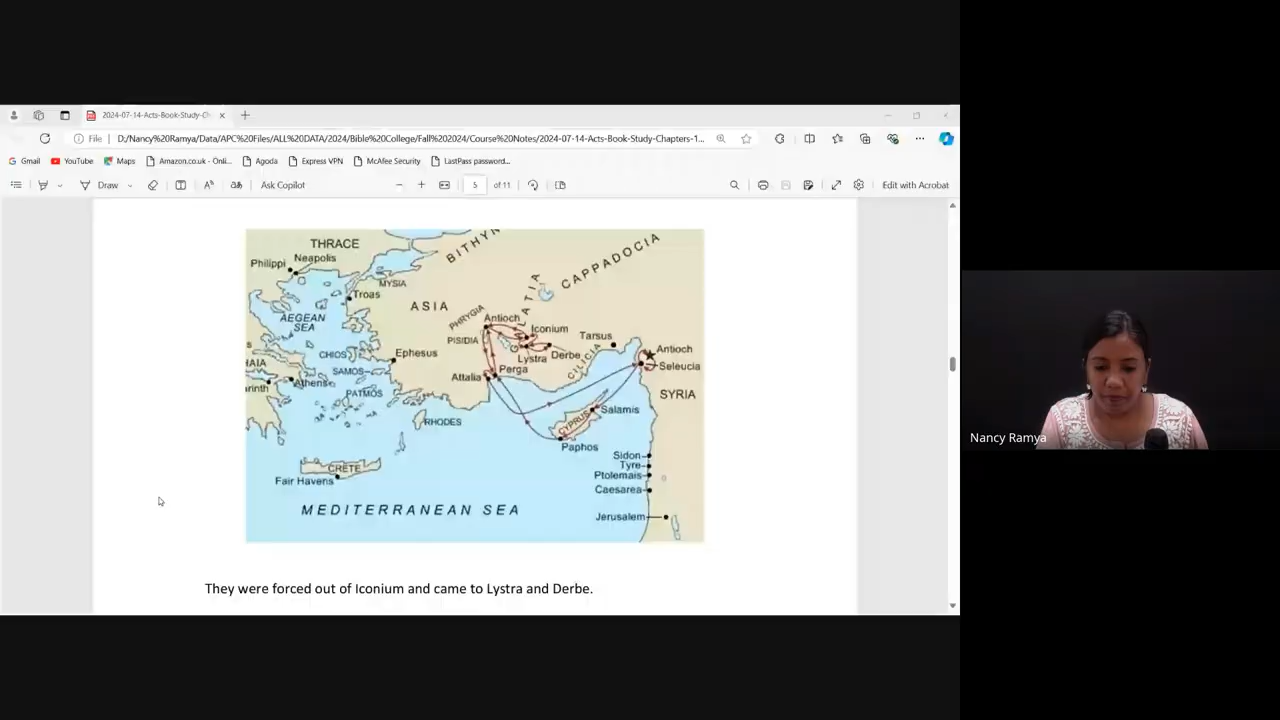 2024-07-14-Acts-Book-Study-Ch
File
D:/Nancy%20Ramya/Data/APC%20Files/ALL%20DATA/2024/Bible%20College/Fall%202024/Course%20Notes/2024-07-14-Acts-Book-Study-Chapters-1...
Gmail YouTube Maps Amazon.co.uk - Onli... Agoda Express VPN McAfee Security LastPass password...
Draw Ask Copilot 5 of 11 Edit with Acrobat
THRACE
BITHYN
CAPPADOCIA
Philippi Neapolis
MYSIA
Troas
ASIA
GALATIA
PHRYGIA
Antioch
AEGEAN
SEA
Iconium
Tarsus
PISIDIA
Antioch
CHIOS
Ephesus
Lystra
Derbe
CILICIA
HAIA
SAMOS
Perga
Seleucia
Attalia
rinth
Athens
PATMOS
SYRIA
RHODES
CYPRUS
Salamis
Paphos
Sidon
Tyre
CRETE
Ptolemais
Fair Havens
Caesarea
MEDITERRANEAN SEA
Jerusalem
They were forced out of Iconium and came to Lystra and Derbe.
Nancy Ramya